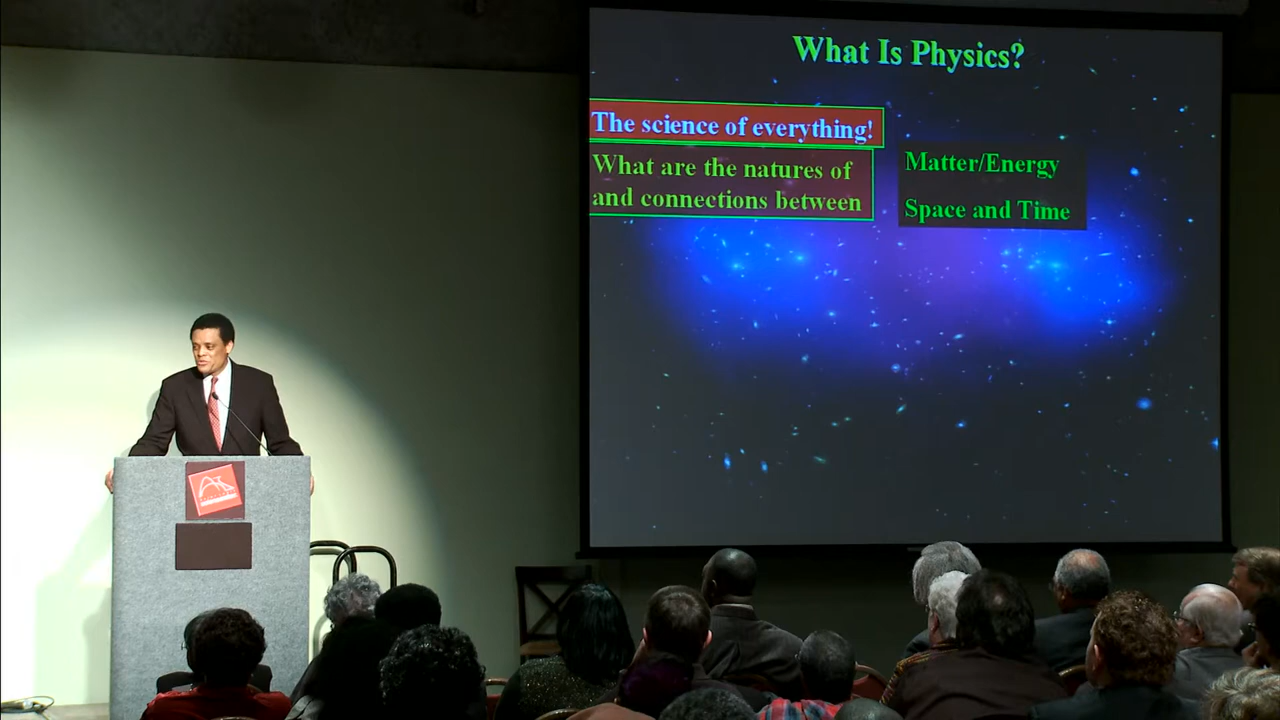 What Is Physics?
The science of everything!
What are the natures of
and connections between
Matter/Energy
Space and Time